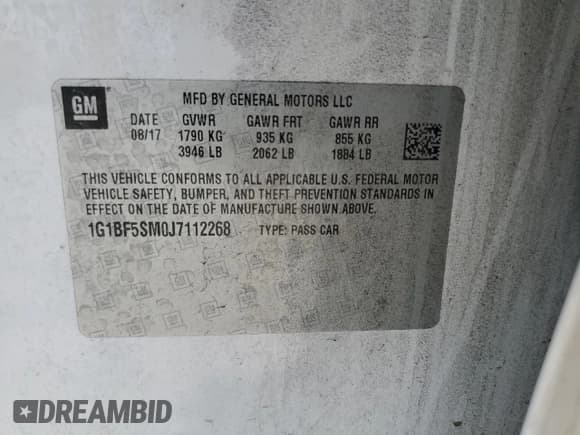 GM
MFD BY GENERAL MOTORS LLC
DATE GVWR GAWR FRT GAWR RR
08/17 1790 KG 935 KG 855 KG
3946 LB 2062 LB 1884 LB
THIS VEHICLE CONFORMS TO ALL APPLICABLE U.S. FEDERAL MOTOR
VEHICLE SAFETY, BUMPER, AND THEFT PREVENTION STANDARDS
IN EFFECT ON THE DATE OF MANUFACTURE SHOWN ABOVE.
1G1BF5SM0J7112268 TYPE: PASS CAR
DREAMBID